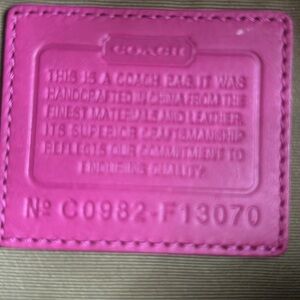 COACH
THIS IS A COACH BAG. IT WAS
HANDCRAFTED IN CHINA FROM THE
FINEST MATERIALS AND LEATHER.
ITS SUPERIOR CRAFTSMANSHIP
REFLECTS OUR COMMITMENT TO
ENDURING QUALITY.
Nº C0982-F13070